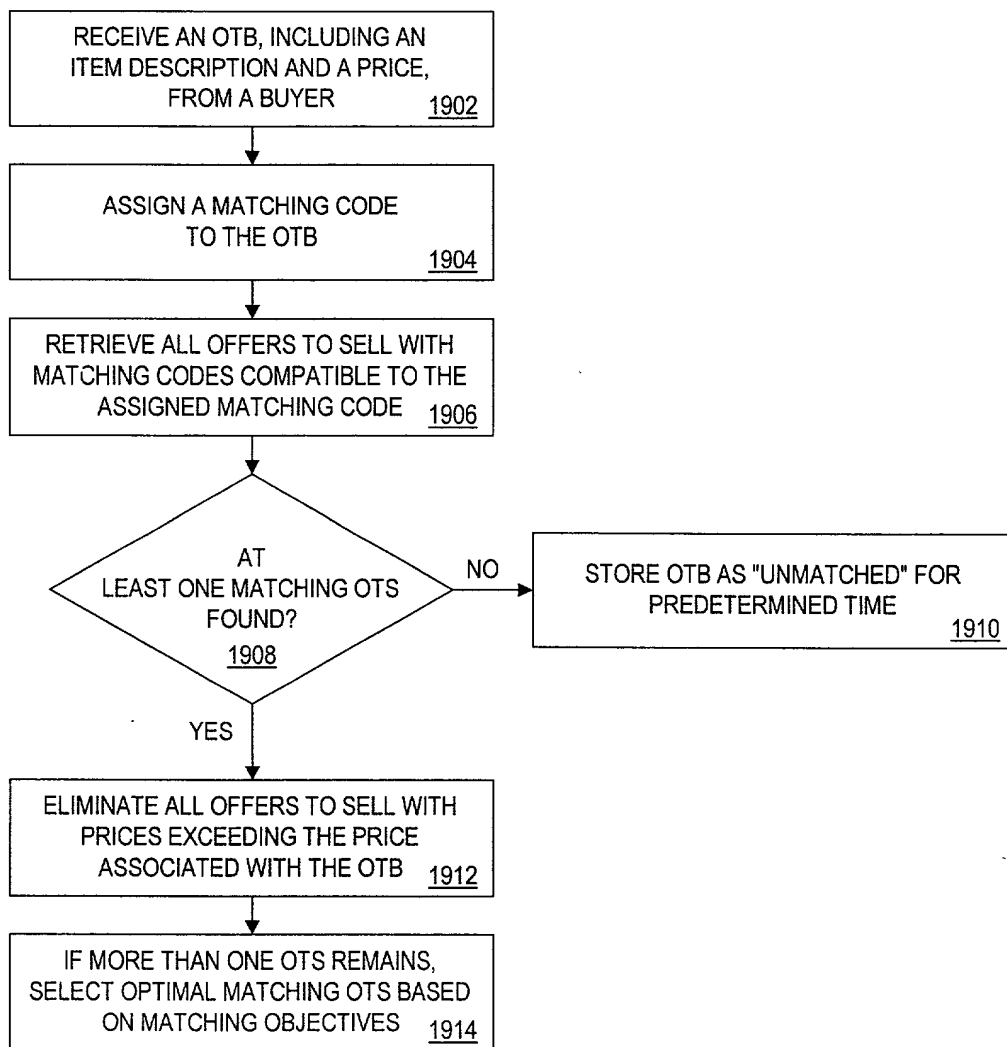 RECEIVE AN OTB, INCLUDING AN
ITEM DESCRIPTION AND A PRICE,
FROM A BUYER
1902
ASSIGN A MATCHING CODE
TO THE OTB
1904
RETRIEVE ALL OFFERS TO SELL WITH
MATCHING CODES COMPATIBLE TO THE
ASSIGNED MATCHING CODE
1906
AT
LEAST ONE MATCHING OTS
FOUND?
1908
NO
STORE OTB AS "UNMATCHED" FOR
PREDETERMINED TIME
1910
YES
ELIMINATE ALL OFFERS TO SELL WITH
PRICES EXCEEDING THE PRICE
ASSOCIATED WITH THE OTB
1912
IF MORE THAN ONE OTS REMAINS,
SELECT OPTIMAL MATCHING OTS BASED
ON MATCHING OBJECTIVES
1914